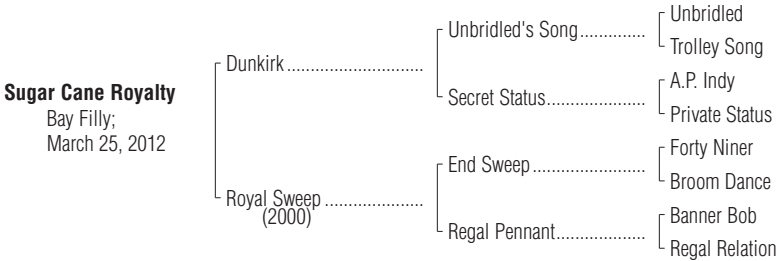 Unbridled
Unbridled's Song..............
Trolley Song
Dunkirk.............................
A.P. Indy
Secret Status.....................
Private Status
Sugar Cane Royalty
Bay Filly;
March 25, 2012
Forty Niner
End Sweep........................
Broom Dance
Royal Sweep.....................
(2000)
Banner Bob
Regal Pennant...................
Regal Relation